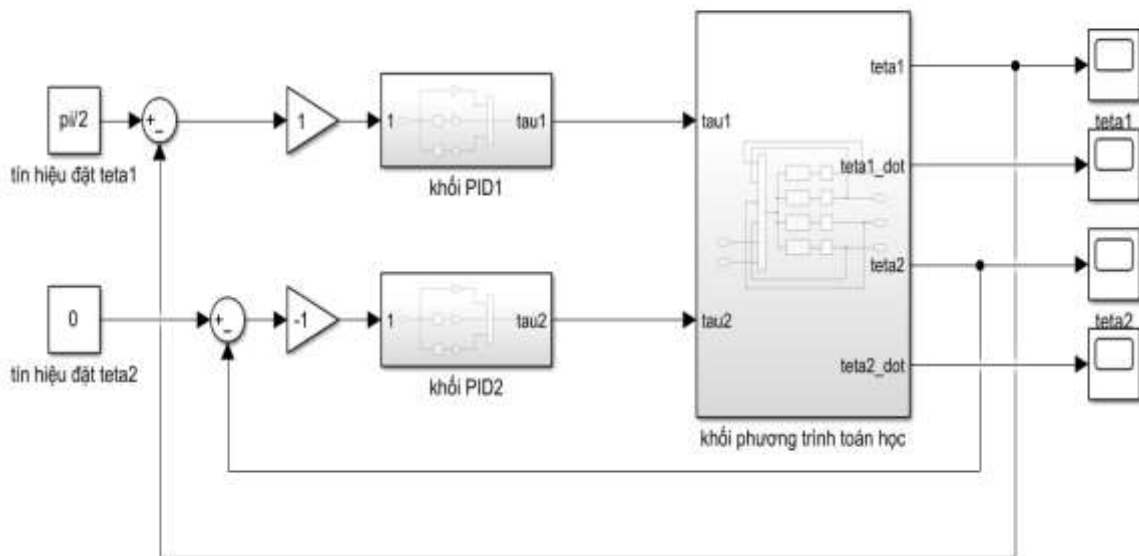 teta1
teta1
pi/2
+
-
1
1
tau1
tau1
tín hiệu đặt teta1
khối PID1
teta1_dot
teta2
0
+
-
-1
1
tau2
tau2
teta2
tín hiệu đặt teta2
khối PID2
teta2_dot
khối phương trình toán học